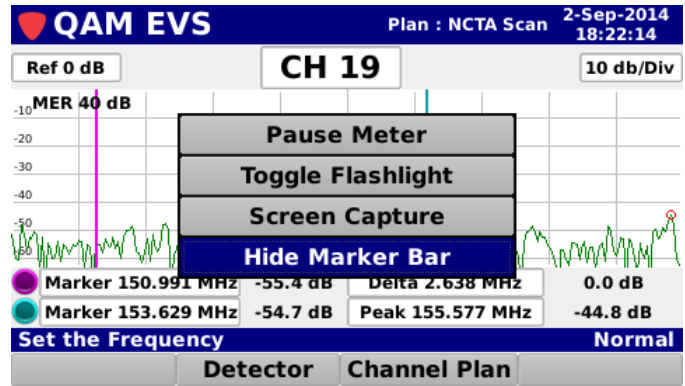 QAM EVS Plan : NCTA Scan 2-Sep-2014
18:22:14
Ref 0 dB CH 19 10 db/Div
MER 40 dB
-10
-20
-30
-40
-50
-60
Pause Meter
Toggle Flashlight
Screen Capture
Hide Marker Bar
Marker 150.991 MHz -55.4 dB Delta 2.638 MHz 0.0 dB
Marker 153.629 MHz -54.7 dB Peak 155.577 MHz -44.8 dB
Set the Frequency Normal
Detector Channel Plan